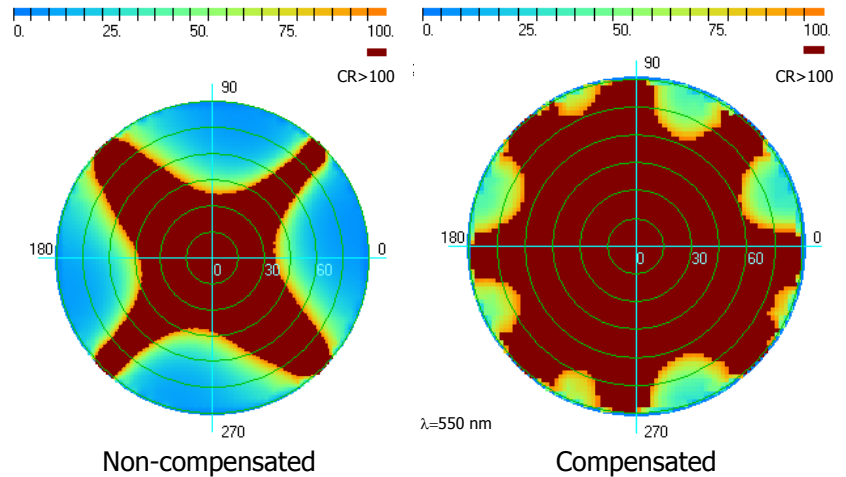 0. 25. 50. 75. 100.
CR>100
90
180
0
0 30 60
270
Non-compensated
0. 25. 50. 75. 100.
CR>100
90
180
0
0 30 60
270
λ=550 nm
Compensated